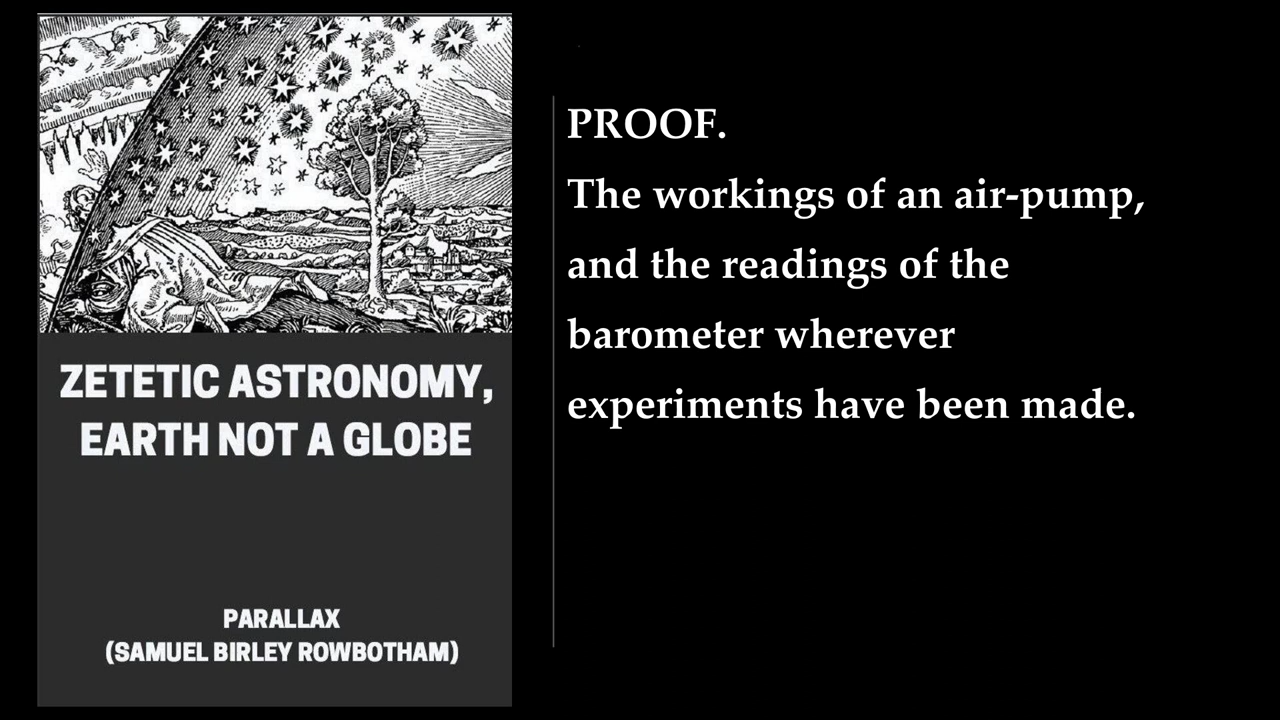 ZETETIC ASTRONOMY,
EARTH NOT A GLOBE
PARALLAX
(SAMUEL BIRLEY ROWBOTHAM)
PROOF.
The workings of an air-pump,
and the readings of the
barometer wherever
experiments have been made.